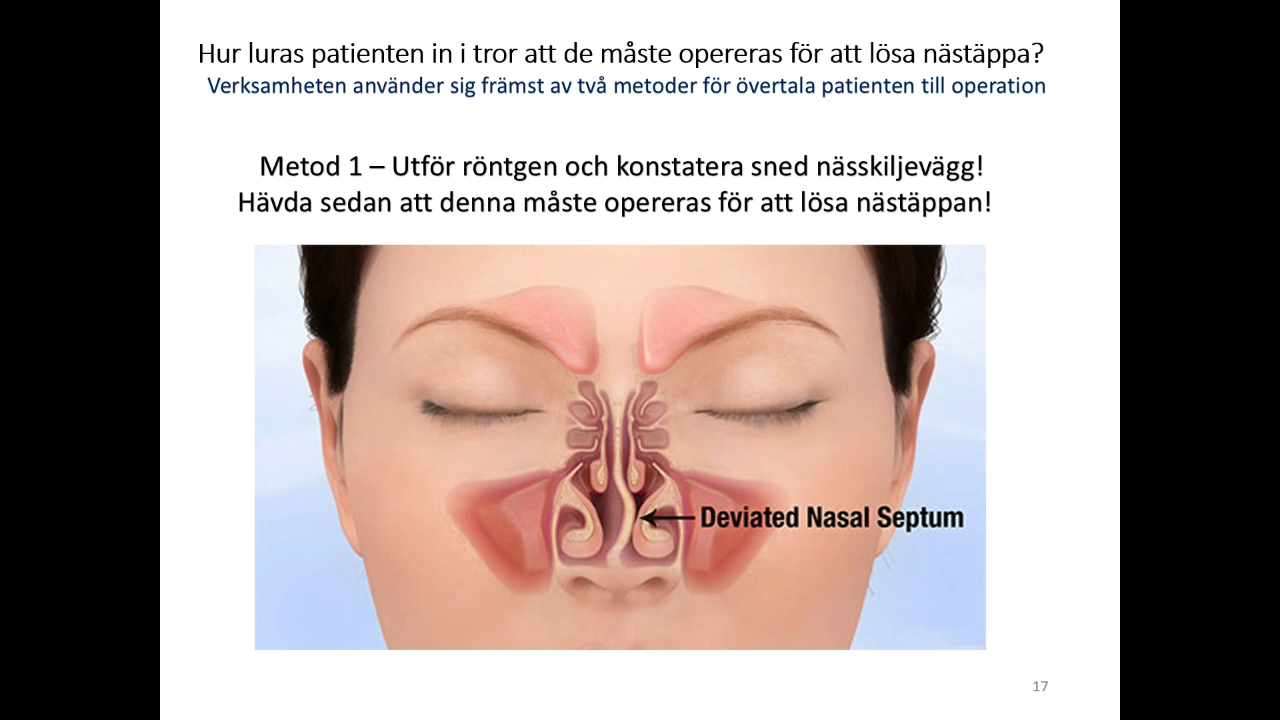 Hur luras patienten in i tror att de måste opereras för att lösa nästäppa?
Verksamheten använder sig främst av två metoder för övertala patienten till operation
Metod 1 – Utför röntgen och konstatera sned nässkiljevägg!
Hävda sedan att denna måste opereras för att lösa nästäppan!
Deviated Nasal Septum
17